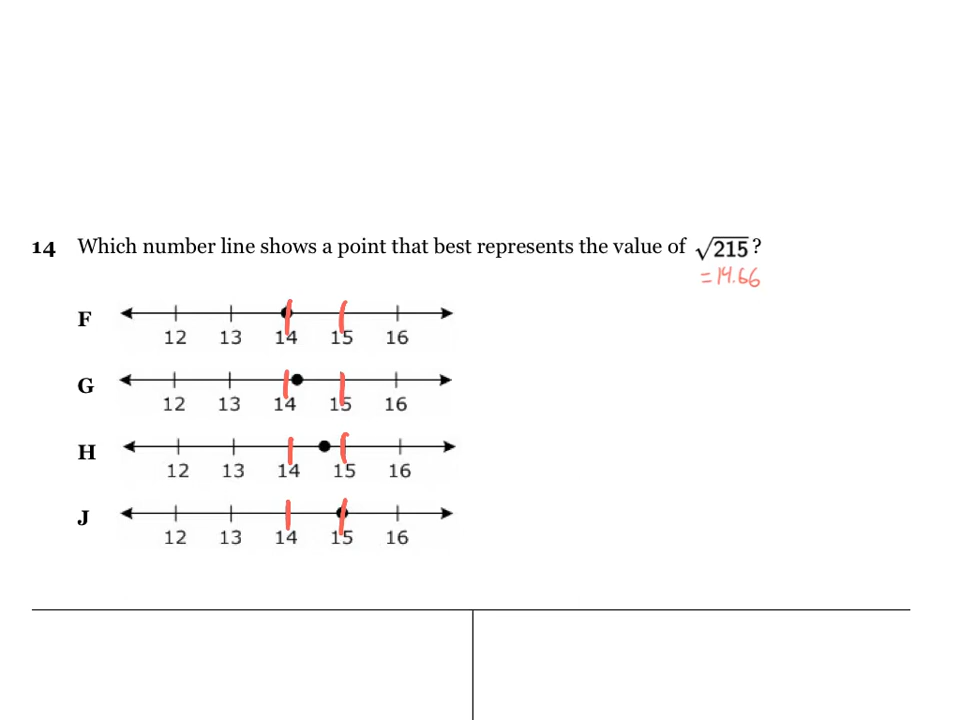 14 Which number line shows a point that best represents the value of √215?
= 14.66
F
12 13 14 15 16
G
12 13 14 15 16
H
12 13 14 15 16
J
12 13 14 15 16